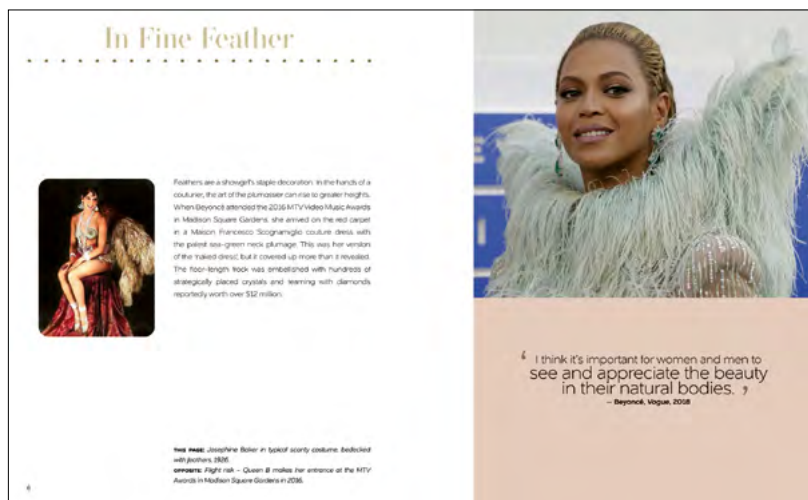 In Fine Feather
Feathers are a showgirl's staple decoration. In the hands of a
couturier, the art of the plumassier can rise to greater heights.
When Beyoncé attended the 2016 MTV Video Music Awards
in Madison Square Gardens, she arrived on the red carpet
in a Maison Francesco Scognamiglio couture dress with
the palest sea-green neck plumage. This was her version
of the 'naked dress', but it covered up more than it revealed.
The floor-length frock was embellished with hundreds of
strategically placed crystals and teaming with diamonds
reportedly worth over $12 million.
THIS PAGE: Josephine Baker in typical scanty costume, bedecked
with feathers, 1926.
OPPOSITE: Flight risk – Queen B makes her entrance at the MTV
Awards in Madison Square Gardens in 2016.
‘ I think it's important for women and men to
see and appreciate the beauty
in their natural bodies. ’
– Beyoncé, Vogue, 2018